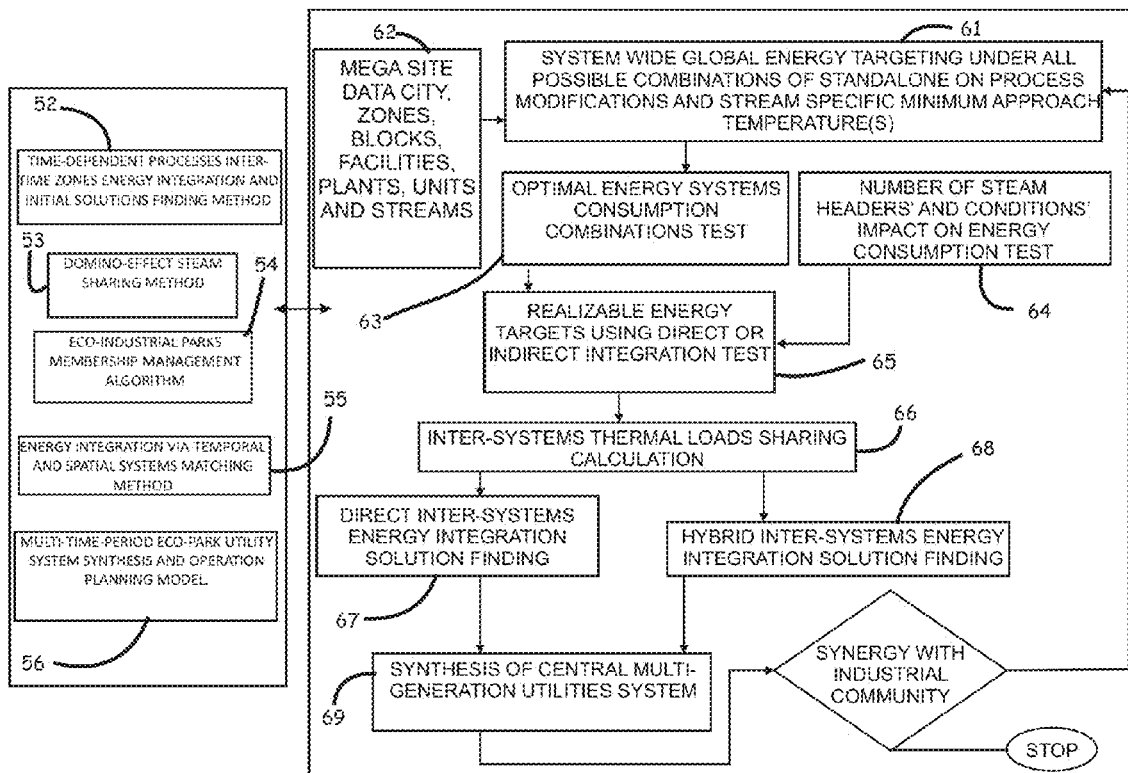 52
TIME-DEPENDENT PROCESSES INTER-
TIME ZONES ENERGY INTEGRATION AND
INITIAL SOLUTIONS FINDING METHOD
53
DOMINO-EFFECT STEAM
SHARING METHOD
54
ECO-INDUSTRIAL PARKS
MEMBERSHIP MANAGEMENT
ALGORITHM
55
ENERGY INTEGRATION VIA TEMPORAL
AND SPATIAL SYSTEMS MATCHING
METHOD
MULTI-TIME-PERIOD ECO-PARK UTILITY
SYSTEM SYNTHESIS AND OPERATION
PLANNING MODEL
56
62
MEGA SITE
DATA CITY,
ZONES,
BLOCKS,
FACILITIES,
PLANTS, UNITS
AND STREAMS
61
SYSTEM WIDE GLOBAL ENERGY TARGETING UNDER ALL
POSSIBLE COMBINATIONS OF STANDALONE ON PROCESS
MODIFICATIONS AND STREAM SPECIFIC MINIMUM APPROACH
TEMPERATURE(S)
OPTIMAL ENERGY SYSTEMS
CONSUMPTION
COMBINATIONS TEST
63
NUMBER OF STEAM
HEADERS' AND CONDITIONS'
IMPACT ON ENERGY
CONSUMPTION TEST
64
REALIZABLE ENERGY
TARGETS USING DIRECT OR
INDIRECT INTEGRATION TEST
65
INTER-SYSTEMS THERMAL LOADS SHARING
CALCULATION
66
DIRECT INTER-SYSTEMS
ENERGY INTEGRATION
SOLUTION FINDING
67
68
HYBRID INTER-SYSTEMS ENERGY
INTEGRATION SOLUTION FINDING
SYNTHESIS OF CENTRAL MULTI-
GENERATION UTILITIES SYSTEM
69
SYNERGY WITH
INDUSTRIAL
COMMUNITY
STOP